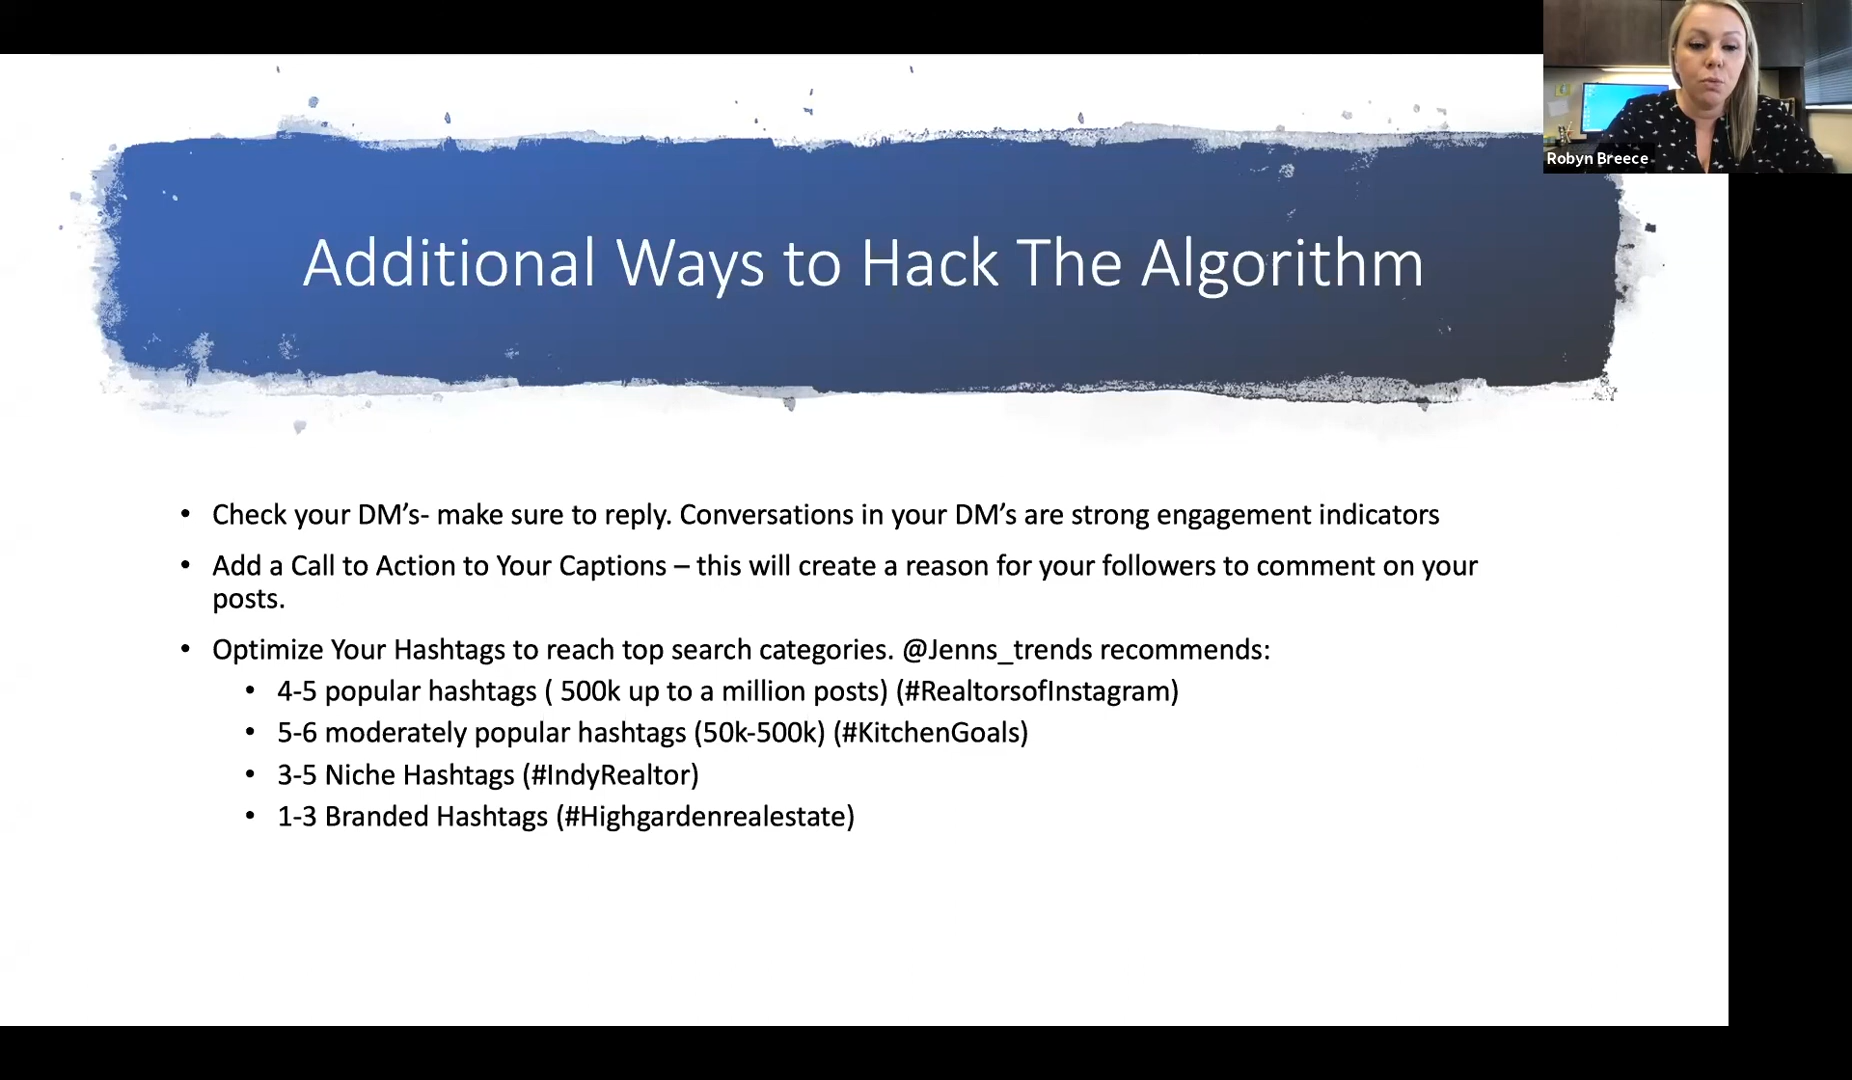 Robyn Breece
Additional Ways to Hack The Algorithm
• Check your DM’s- make sure to reply. Conversations in your DM’s are strong engagement indicators
• Add a Call to Action to Your Captions – this will create a reason for your followers to comment on your
posts.
• Optimize Your Hashtags to reach top search categories. @Jenns_trends recommends:
• 4-5 popular hashtags ( 500k up to a million posts) (#RealtorsofInstagram)
• 5-6 moderately popular hashtags (50k-500k) (#KitchenGoals)
• 3-5 Niche Hashtags (#IndyRealtor)
• 1-3 Branded Hashtags (#Highgardenrealestate)